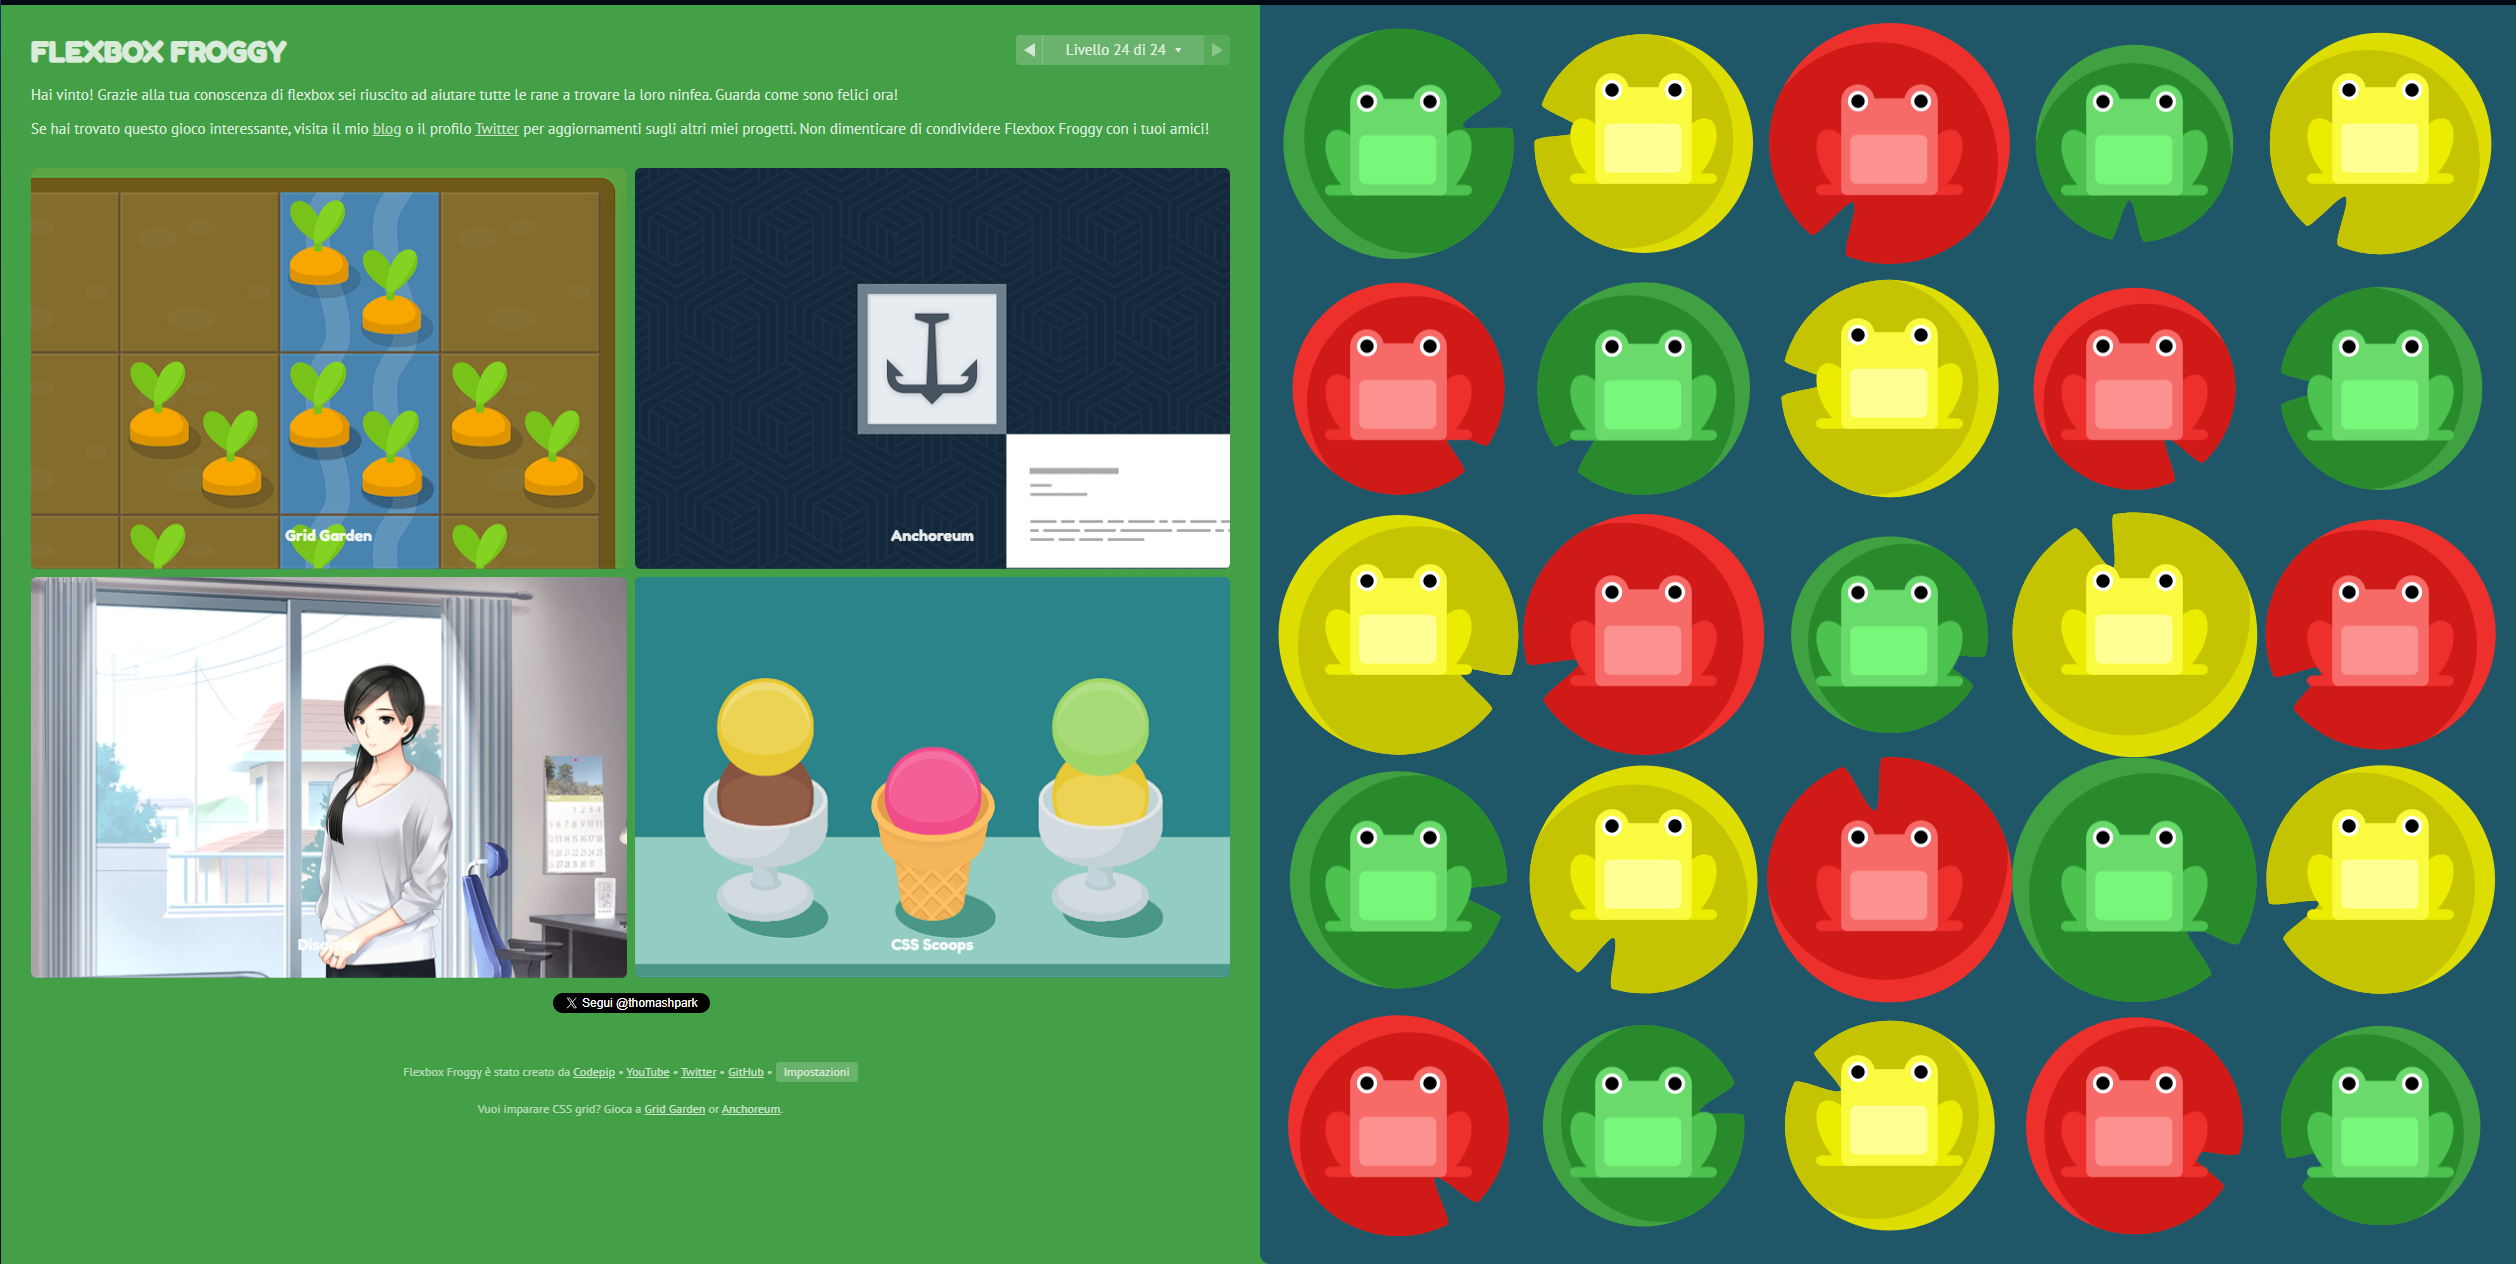 FLEXBOX FROGGY
Livello 24 di 24
Hai vinto! Grazie alla tua conoscenza di flexbox sei riuscito ad aiutare tutte le rane a trovare la loro ninfea. Guarda come sono felici ora!
Se hai trovato questo gioco interessante, visita il mio blog o il profilo Twitter per aggiornamenti sugli altri miei progetti. Non dimenticare di condividere Flexbox Froggy con i tuoi amici!
Grid Garden
Anchoreum
CSS Scoops
Segui @thomashpark
Flexbox Froggy è stato creato da Codepip • YouTube • Twitter • GitHub • Impostazioni
Vuoi imparare CSS grid? Gioca a Grid Garden or Anchoreum.